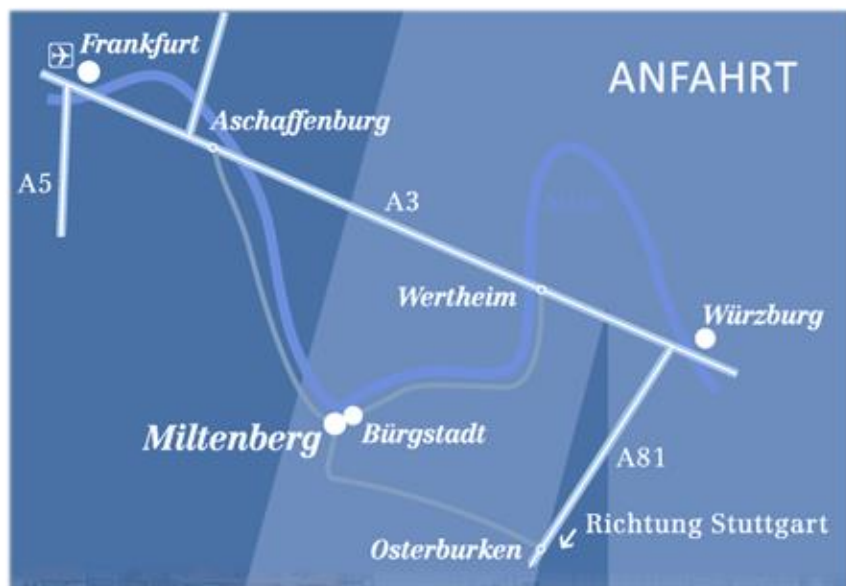 Frankfurt
ANFAHRT
Aschaffenburg
A5
A3
Wertheim
Würzburg
Miltenberg
Bürgstadt
A81
Richtung Stuttgart
Osterburken